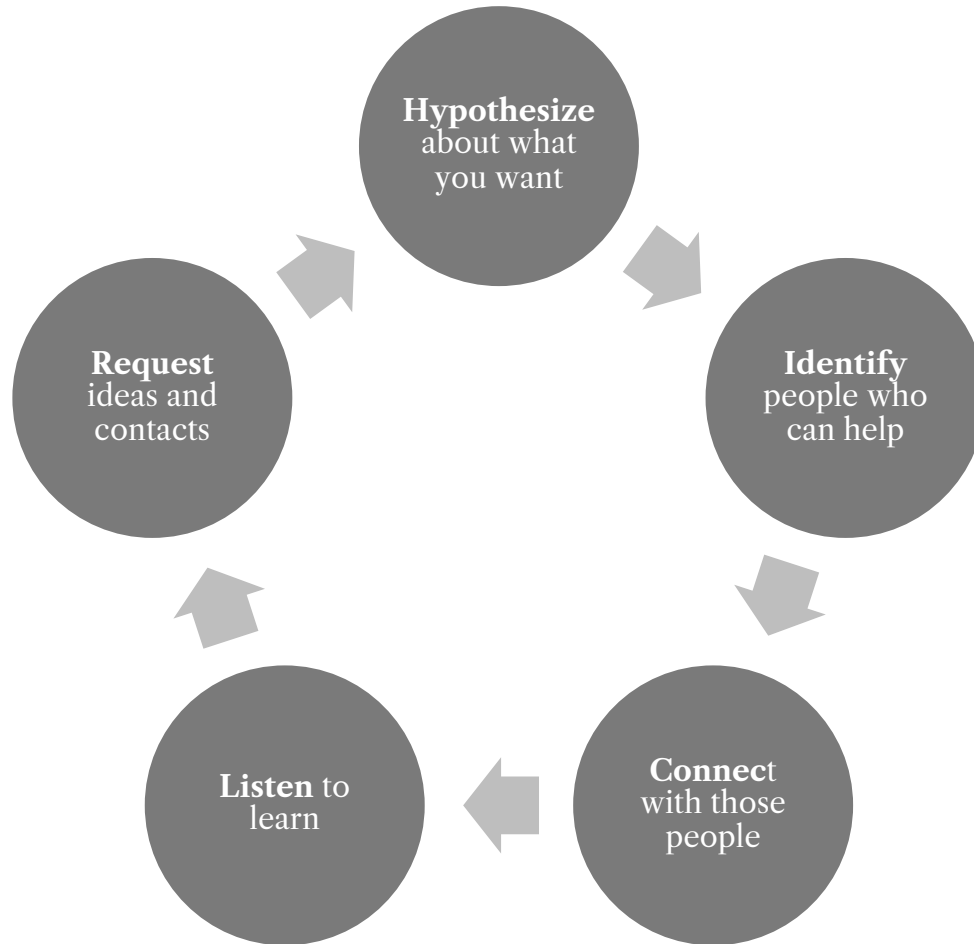 Hypothesize
about what
you want
Identify
people who
can help
Connect
with those
people
Listen to
learn
Request
ideas and
contacts